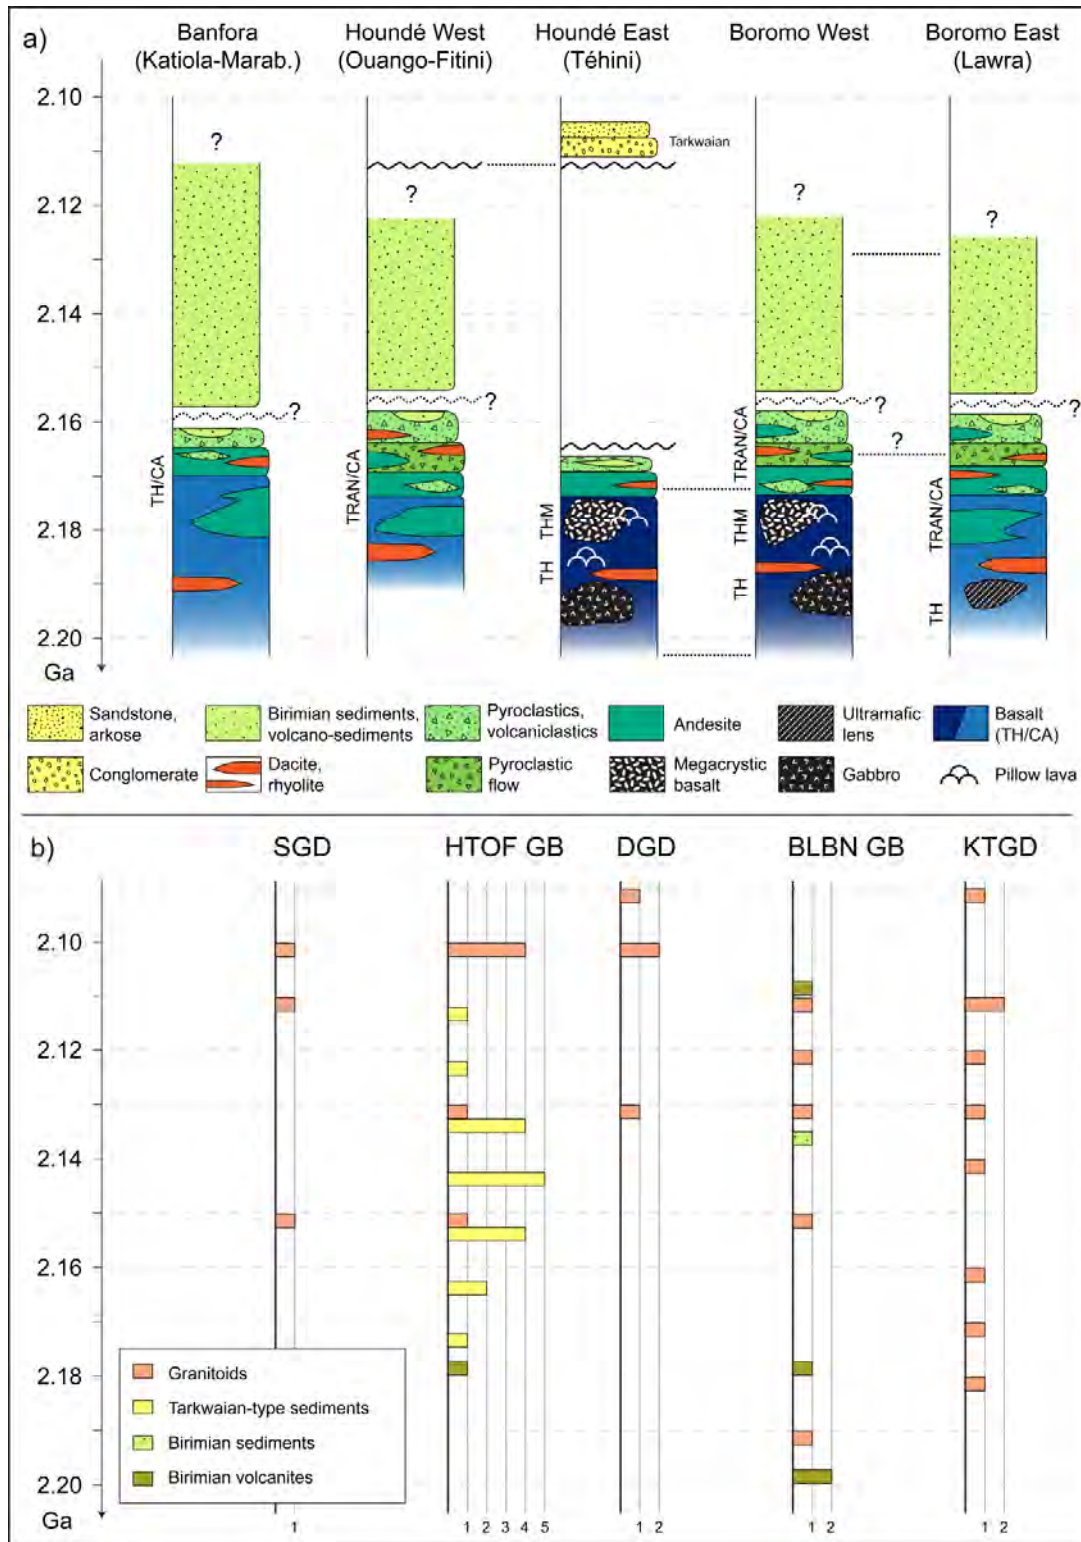 a)
Banfora
(Katiola-Marab.)
Houndé West
(Ouango-Fitini)
Houndé East
(Téhini)
Boromo West
Boromo East
(Lawra)
2.10
2.12
2.14
2.16
2.18
2.20
Ga
?
?
?
?
Tarkwaian
?
?
?
?
?
TH/CA
TRAN/CA
THM
TH
TRAN/CA
THM
TH
TRAN/CA
TH
Sandstone,
arkose
Birimian sediments,
volcano-sediments
Pyroclastics,
volcaniclastics
Andesite
Ultramafic
lens
Basalt
(TH/CA)
Conglomerate
Dacite,
rhyolite
Pyroclastic
flow
Megacrystic
basalt
Gabbro
Pillow lava
b)
SGD
HTOF GB
DGD
BLBN GB
KTGD
2.10
2.12
2.14
2.16
2.18
2.20
Ga
Granitoids
Tarkwaian-type sediments
Birimian sediments
Birimian volcanites
1
1 2 3 4 5
1 2
1 2
1 2